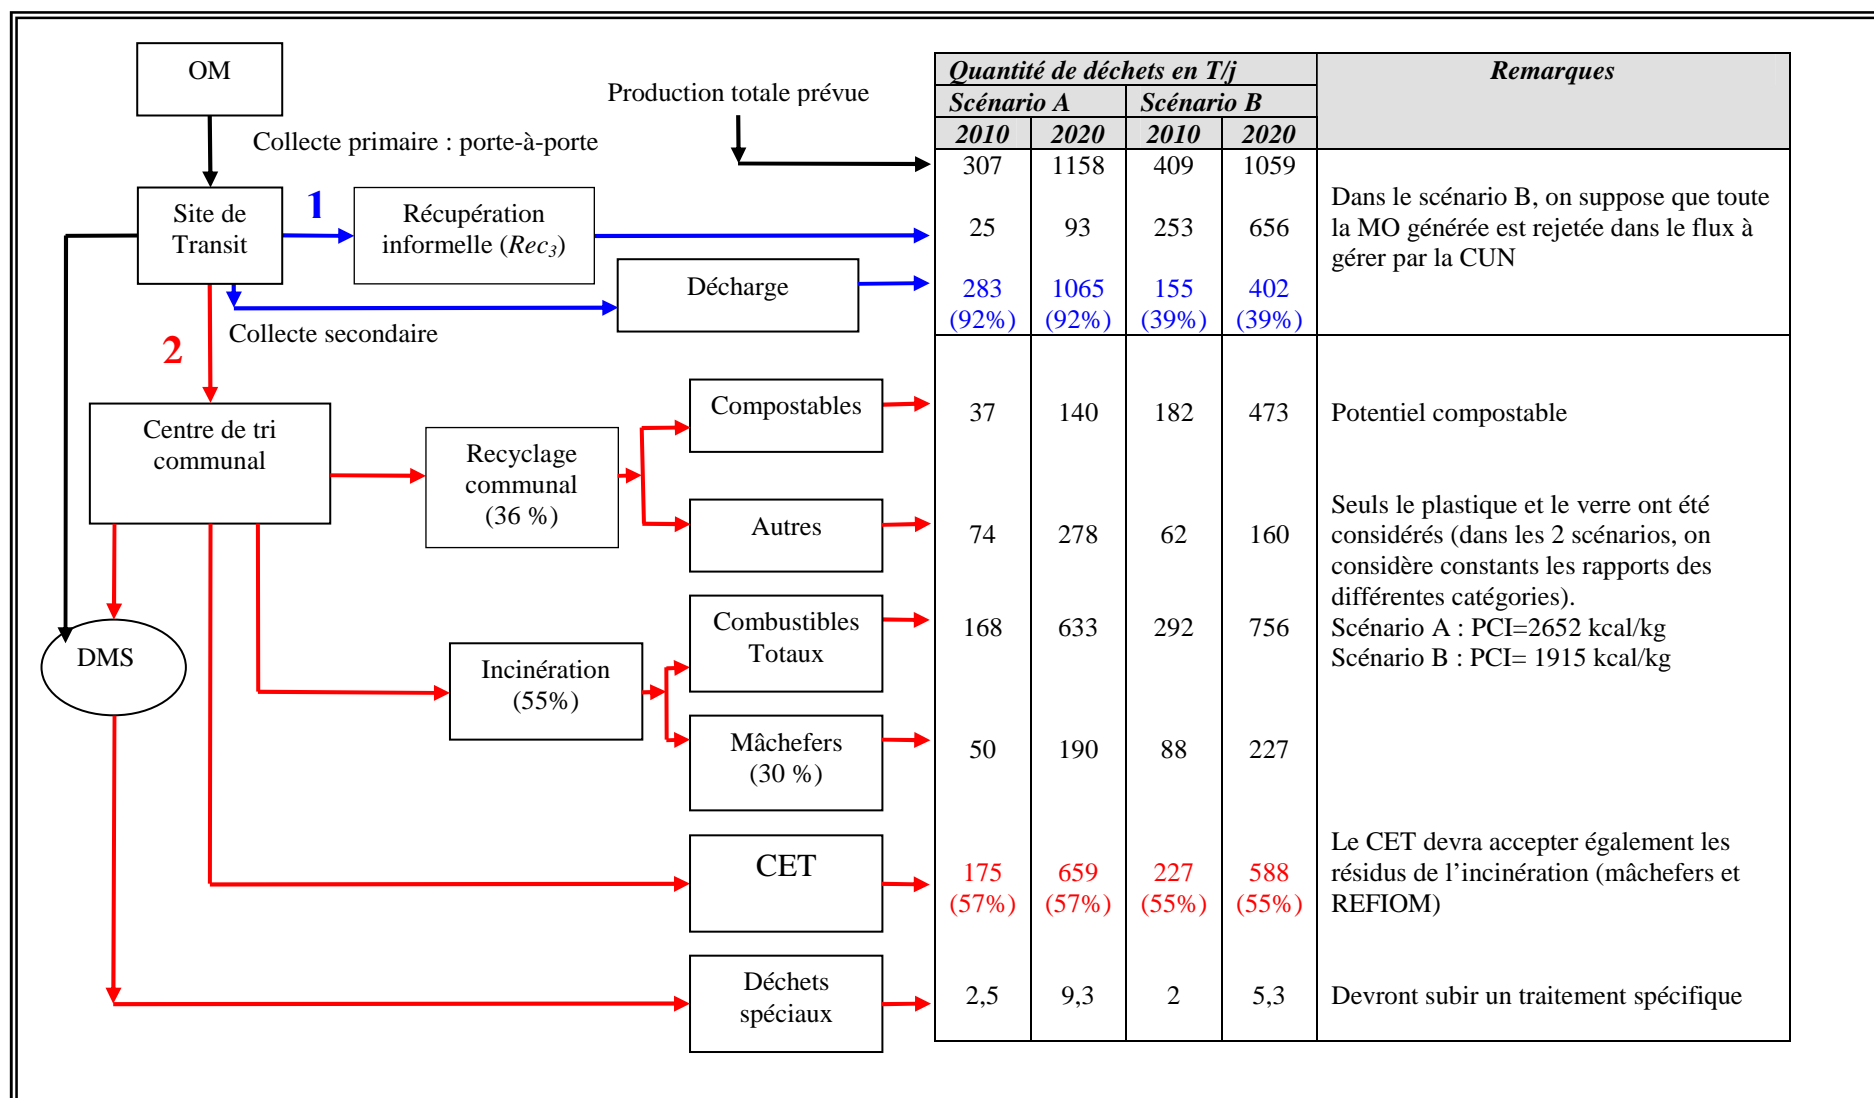 OM
Production totale prévue
Collecte primaire : porte-à-porte
Site de
Transit
1
Récupération
informelle (Rec3)
Décharge
Collecte secondaire
2
Centre de tri
communal
Recyclage
communal
(36 %)
Compostables
Autres
DMS
Incinération
(55%)
Combustibles
Totaux
Mâchefers
(30 %)
CET
Déchets
spéciaux
Quantité de déchets en T/j Remarques
Scénario A Scénario B
2010 2020 2010 2020
307 1158 409 1059
25 93 253 656
283 1065 155 402
(92%) (92%) (39%) (39%)
Dans le scénario B, on suppose que toute
la MO générée est rejetée dans le flux à
gérer par la CUN
37 140 182 473 Potentiel compostable
74 278 62 160
Seuls le plastique et le verre ont été
considérés (dans les 2 scénarios, on
considère constants les rapports des
différentes catégories).
168 633 292 756
Scénario A : PCI=2652 kcal/kg
Scénario B : PCI= 1915 kcal/kg
50 190 88 227
175 659 227 588
(57%) (57%) (55%) (55%)
Le CET devra accepter également les
résidus de l’incinération (mâchefers et
REFIOM)
2,5 9,3 2 5,3 Devront subir un traitement spécifique